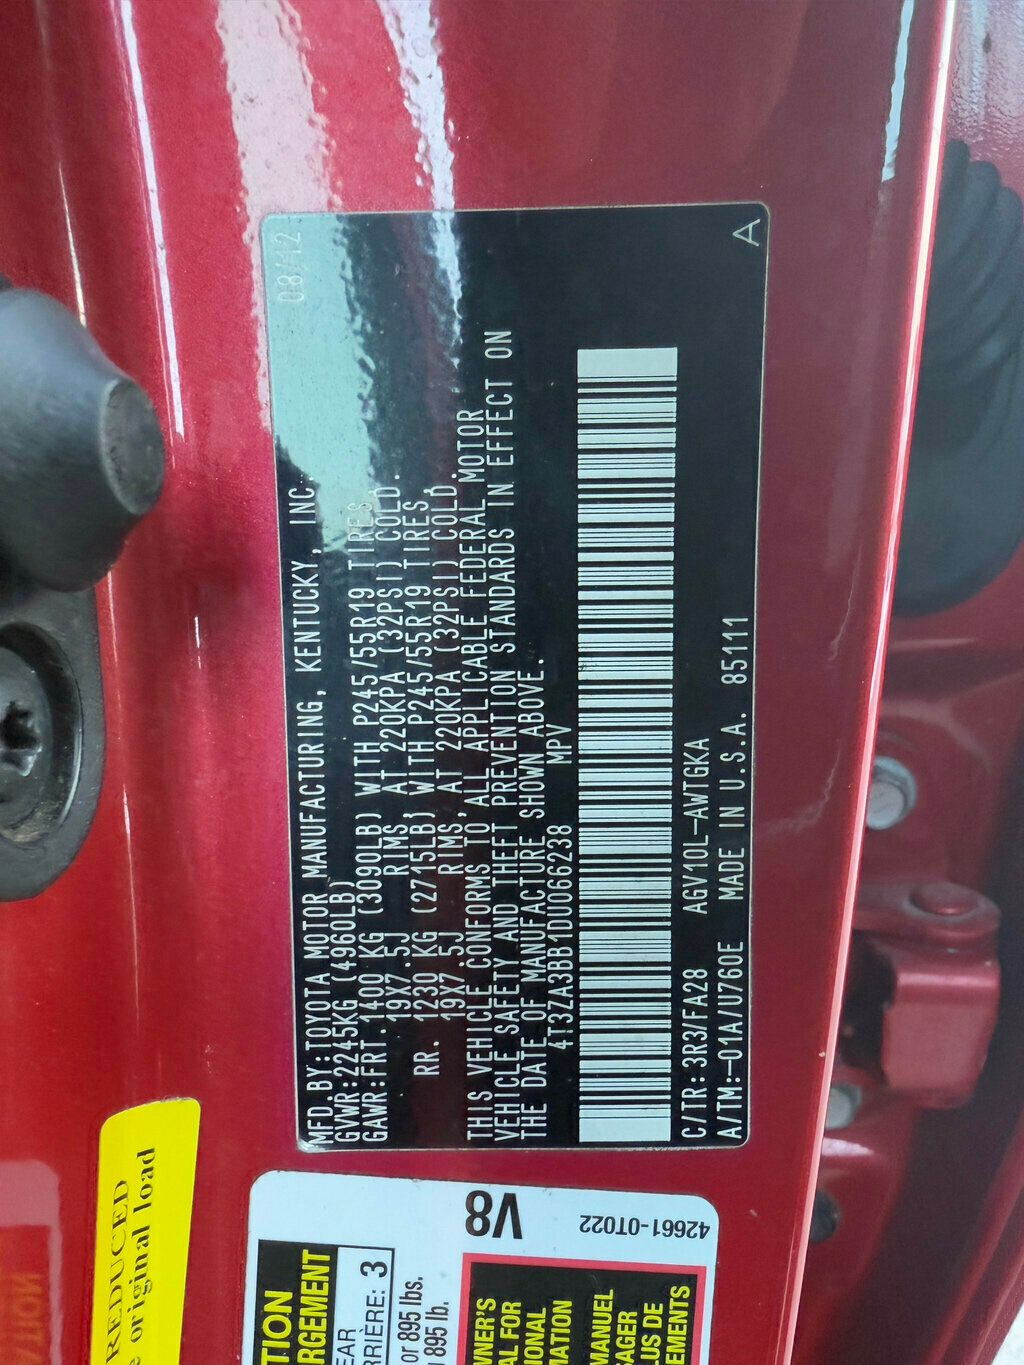 08/12
MFD.BY:TOYOTA MOTOR MANUFACTURING, KENTUCKY, INC
GVWR:2245KG (4960LB)
GAWR:FRT.1400 KG (3090LB) WITH P245/55R19 TIRES,
19X7.5J RIMS, AT 220KPA (32PSI) COLD.
RR. 1230 KG (2715LB) WITH P245/55R19 TIRES,
19X7.5J RIMS, AT 220KPA (32PSI) COLD.
THIS VEHICLE CONFORMS TO ALL APPLICABLE FEDERAL MOTOR
VEHICLE SAFETY AND THEFT PREVENTION STANDARDS IN EFFECT ON
THE DATE OF MANUFACTURE SHOWN ABOVE.
4T3ZA3BB1DU066238 MPV
C/TR:3R3/FA28 AGV10L-AWTGKA
A/TM:-01A/U760E MADE IN U.S.A. 85111
A
REDUCED
original load
V8
42661-0T022
RRIÈRE: 3
EAR
or 895 lbs.
895 lb.
WNER'S
AL FOR
IONAL
MATION
MANUEL
SAGER
LUS DE
EMENTS